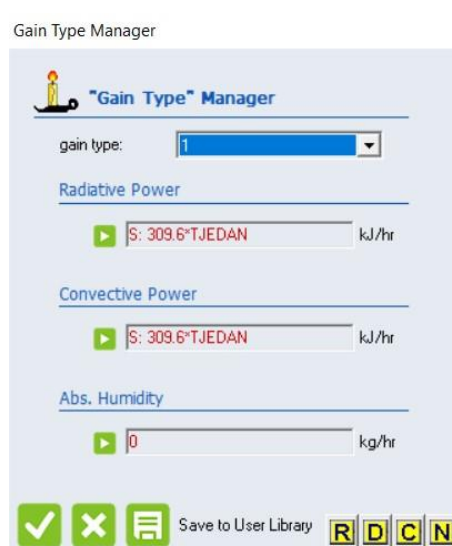 Gain Type Manager
"Gain Type" Manager
gain type: 1
Radiative Power
S: 309.6*TJEDAN kJ/hr
Convective Power
S: 309.6*TJEDAN kJ/hr
Abs. Humidity
0 kg/hr
Save to User Library R D C N